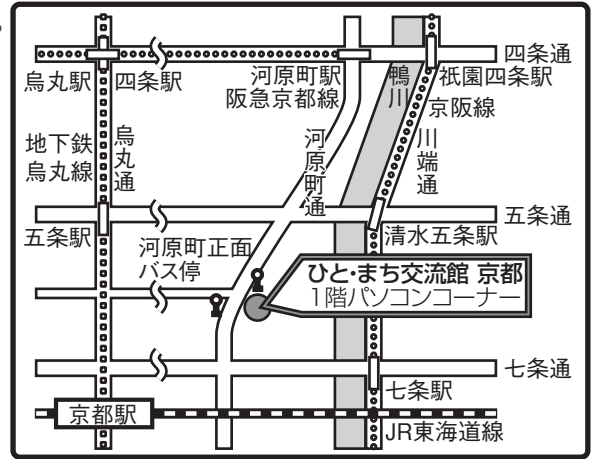 四条通
烏丸駅
四条駅
河原町駅
阪急京都線
鴨川
祇園四条駅
京阪線
地下鉄
烏丸線
烏丸通
河原町通
川端通
五条通
五条駅
清水五条駅
河原町正面
バス停
ひと・まち交流館 京都
1階パソコンコーナー
七条通
七条駅
京都駅
JR東海道線